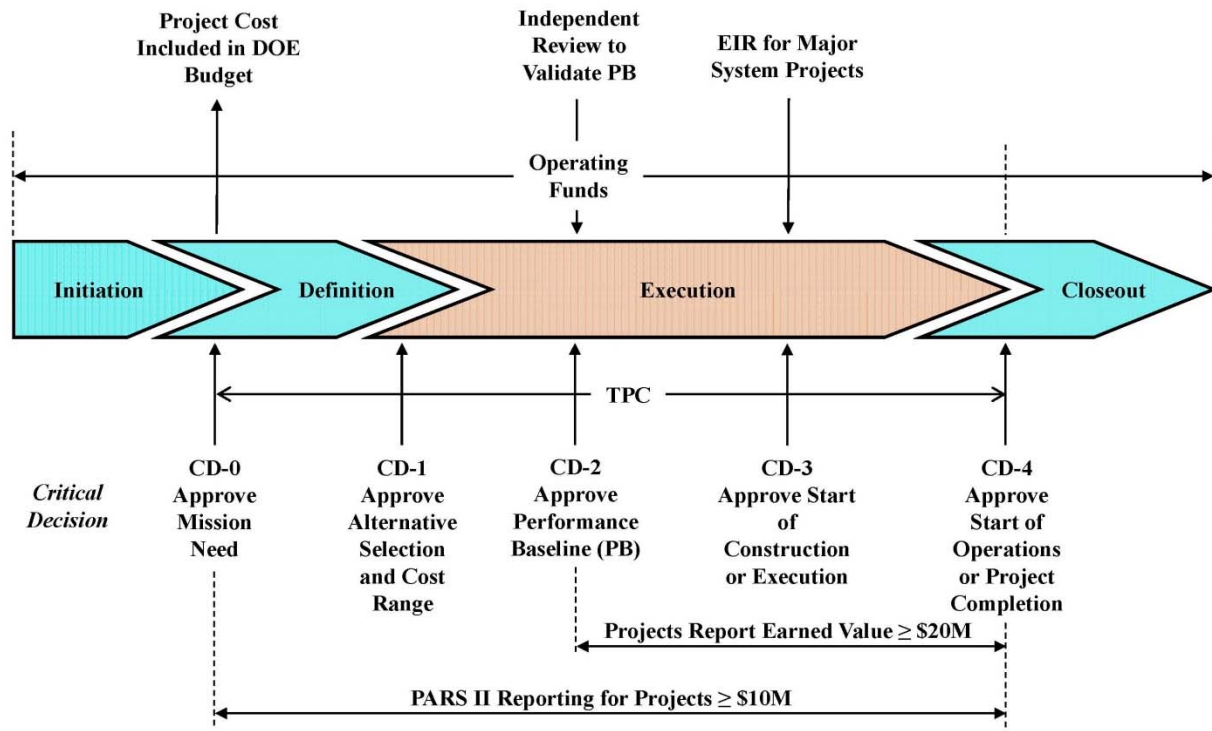 Project Cost
Included in DOE
Budget
Independent
Review to
Validate PB
EIR for Major
System Projects
Operating
Funds
Initiation
Definition
Execution
Closeout
TPC
Critical
Decision
CD-0
Approve
Mission
Need
CD-1
Approve
Alternative
Selection
and Cost
Range
CD-2
Approve
Performance
Baseline (PB)
CD-3
Approve Start
of
Construction
or Execution
CD-4
Approve
Start of
Operations
or Project
Completion
Projects Report Earned Value ≥ $20M
PARS II Reporting for Projects ≥ $10M